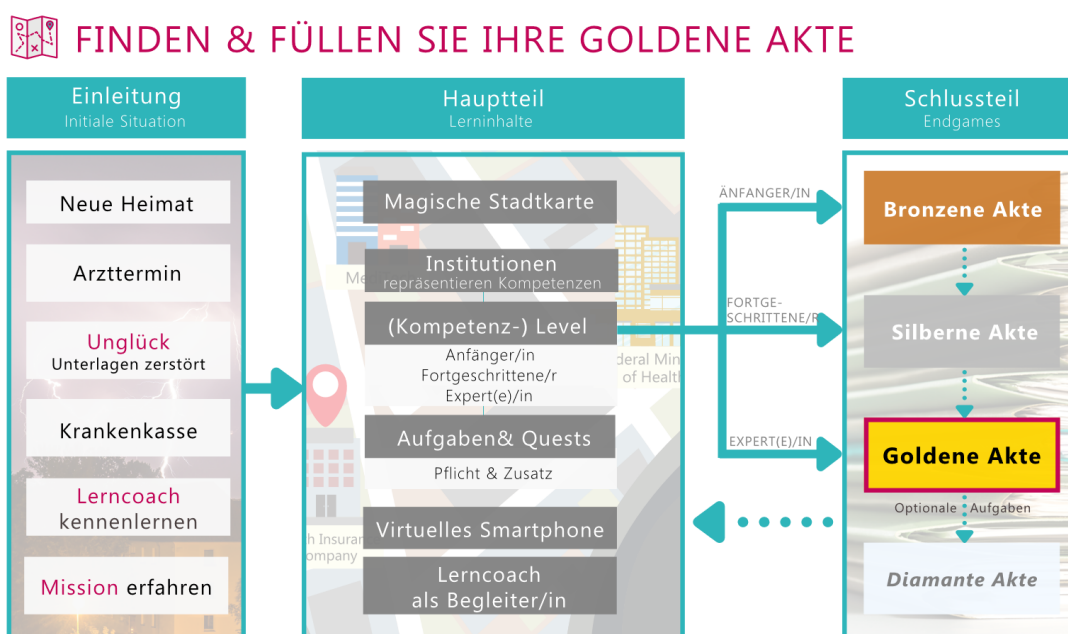 FINDEN & FÜLLEN SIE IHRE GOLDENE AKTE
Einleitung
Initiale Situation
Neue Heimat
Arzttermin
Unglück
Unterlagen zerstört
Krankenkasse
Lerncoach
kennenlernen
Mission erfahren
Hauptteil
Lerninhalte
Magische Stadtkarte
Institutionen
repräsentieren Kompetenzen
(Kompetenz-) Level
Anfänger/in
Fortgeschrittene/r
Expert(e)/in
Aufgaben& Quests
Pflicht & Zusatz
Virtuelles Smartphone
Lerncoach
als Begleiter/in
of Health
ÄNFANGER/IN
FORTGE-
SCHRITTENE/R
EXPERT(E)/IN
Schlussteil
Endgames
Bronzene Akte
Silberne Akte
Goldene Akte
Optionale Aufgaben
Diamante Akte